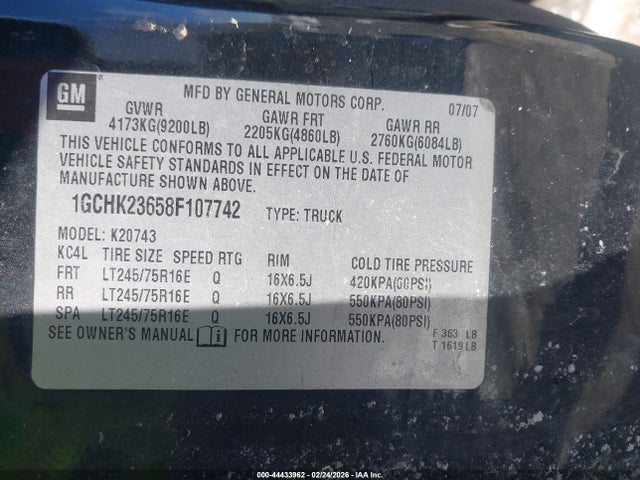 GM
MFD BY GENERAL MOTORS CORP. 07/07
GVWR GAWR FRT GAWR RR
4173KG(9200LB) 2205KG(4860LB) 2760KG(6084LB)
THIS VEHICLE CONFORMS TO ALL APPLICABLE U.S. FEDERAL MOTOR
VEHICLE SAFETY STANDARDS IN EFFECT ON THE DATE OF
MANUFACTURE SHOWN ABOVE.
1GCHK23658F107742 TYPE: TRUCK
MODEL: K20743
KC4L TIRE SIZE SPEED RTG RIM COLD TIRE PRESSURE
FRT LT245/75R16E Q 16X6.5J 420KPA(60PSI)
RR LT245/75R16E Q 16X6.5J 550KPA(80PSI)
SPA LT245/75R16E Q 16X6.5J 550KPA(80PSI)
SEE OWNER'S MANUAL i FOR MORE INFORMATION.
F 363 LB
T 1619 LB
000-44433962 - 02/24/2026 - IAA Inc.